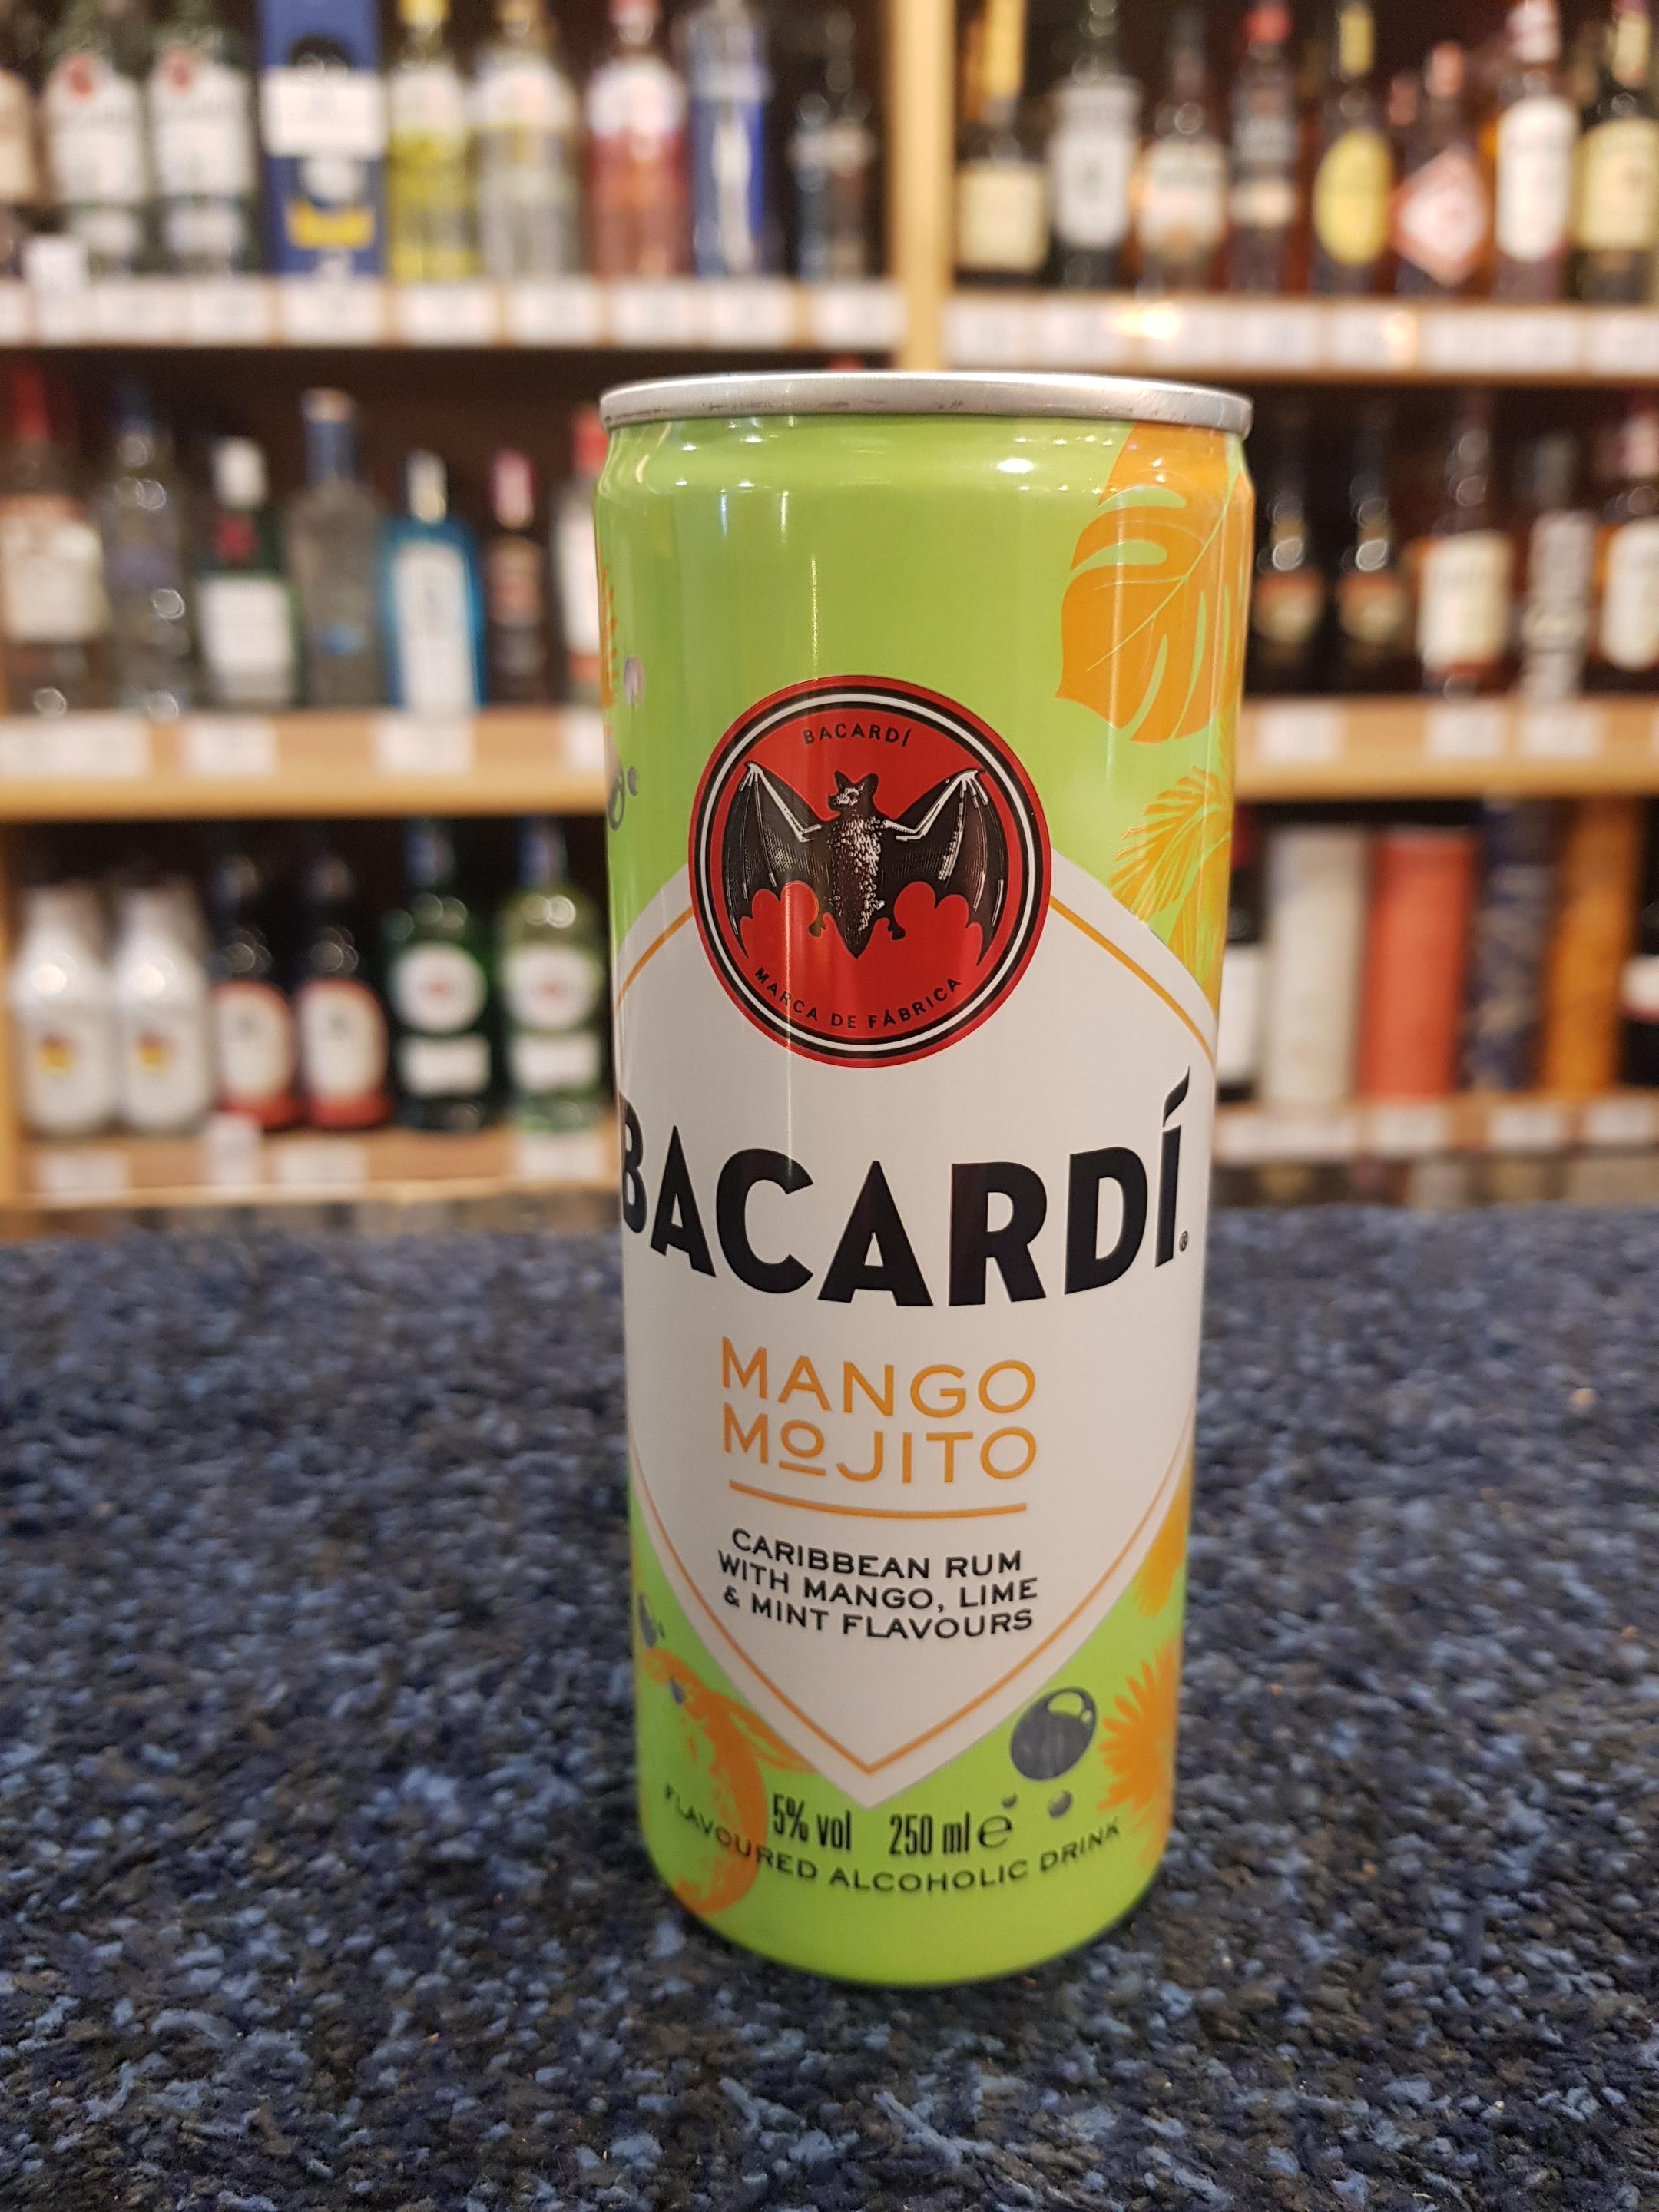 BACARDÍ
MARCA DE FÁBRICA
BACARDÍ®
MANGO
MOJITO
CARIBBEAN RUM
WITH MANGO, LIME
& MINT FLAVOURS
5% vol 250 ml e
FLAVOURED ALCOHOLIC DRINK